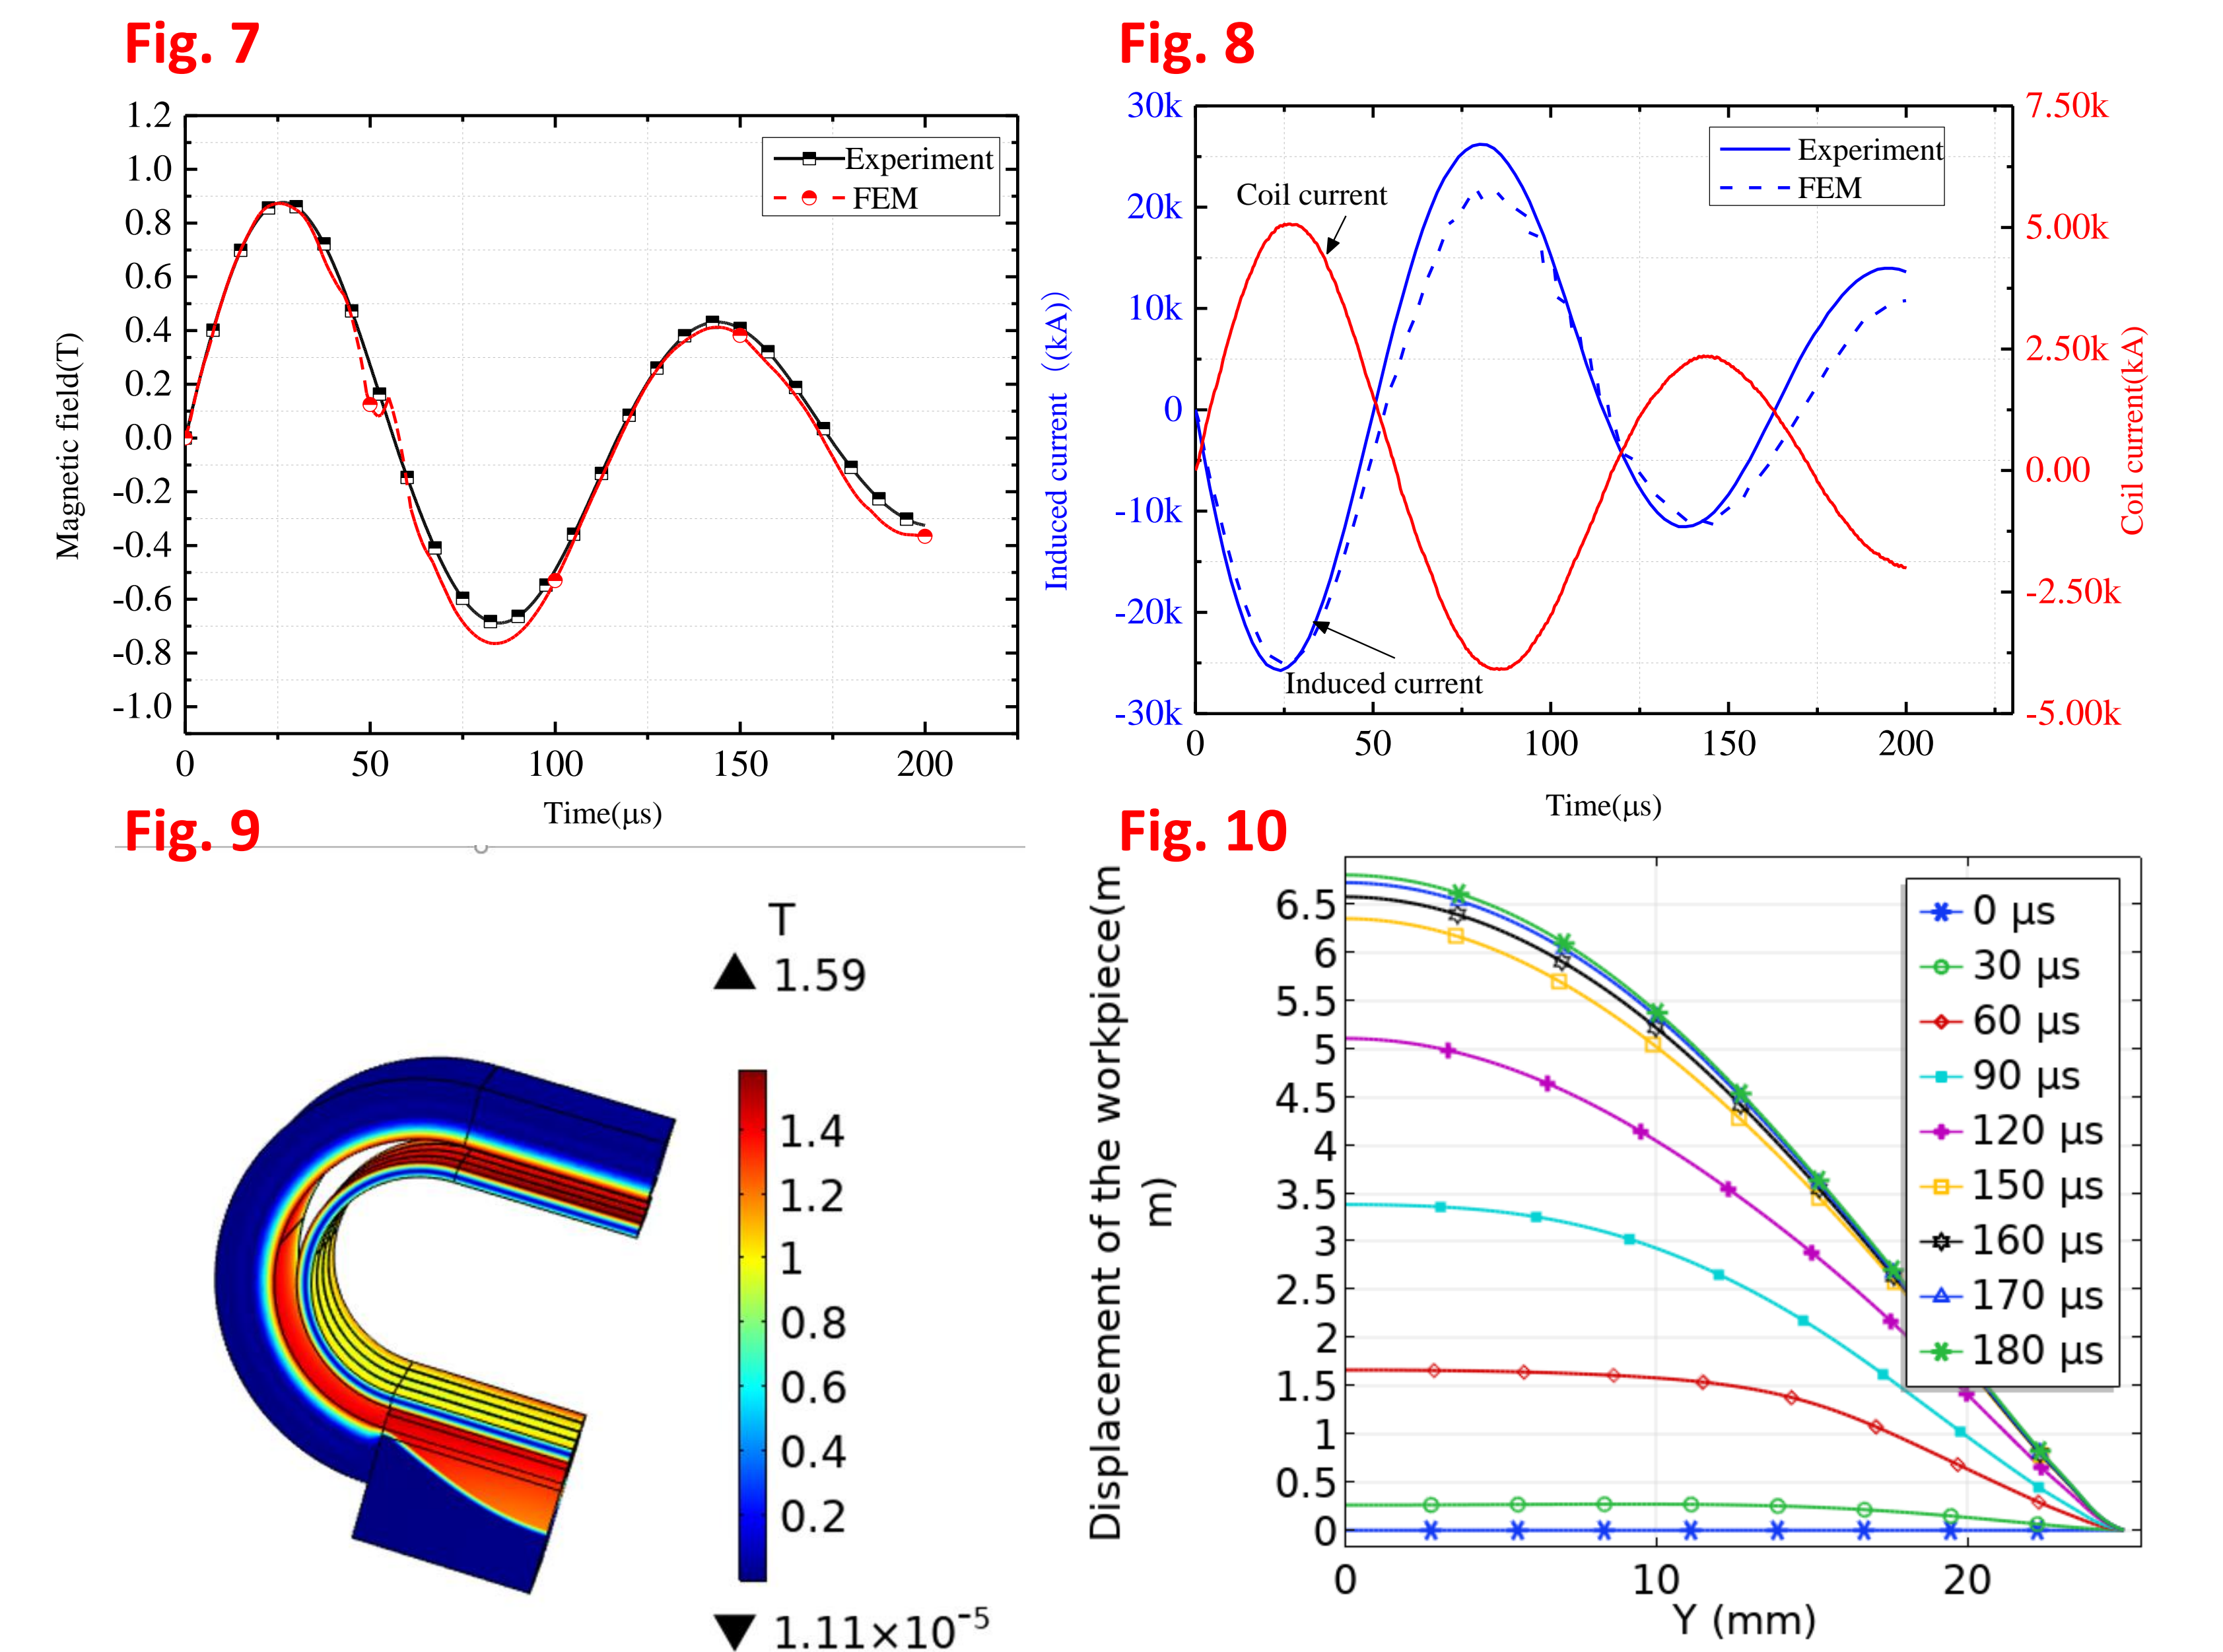 Fig. 7
1.2
1.0
0.8
0.6
0.4
0.2
0.0
-0.2
-0.4
-0.6
-0.8
-1.0
Magnetic field(T)
Experiment
FEM
0 50 100 150 200
Time(μs)
Fig. 8
30k
20k
10k
0
-10k
-20k
-30k
Induced current ((kA))
Coil current
Induced current
Experiment
FEM
7.50k
5.00k
2.50k
0.00
-2.50k
-5.00k
Coil current(kA)
0 50 100 150 200
Time(μs)
Fig. 9
T
▲ 1.59
1.4
1.2
1
0.8
0.6
0.4
0.2
▼ 1.11×10⁻⁵
Fig. 10
Displacement of the workpiece(m
m)
6.5
6
5.5
5
4.5
4
3.5
3
2.5
2
1.5
1
0.5
0
0 μs
30 μs
60 μs
90 μs
120 μs
150 μs
160 μs
170 μs
180 μs
0 10 20
Y (mm)